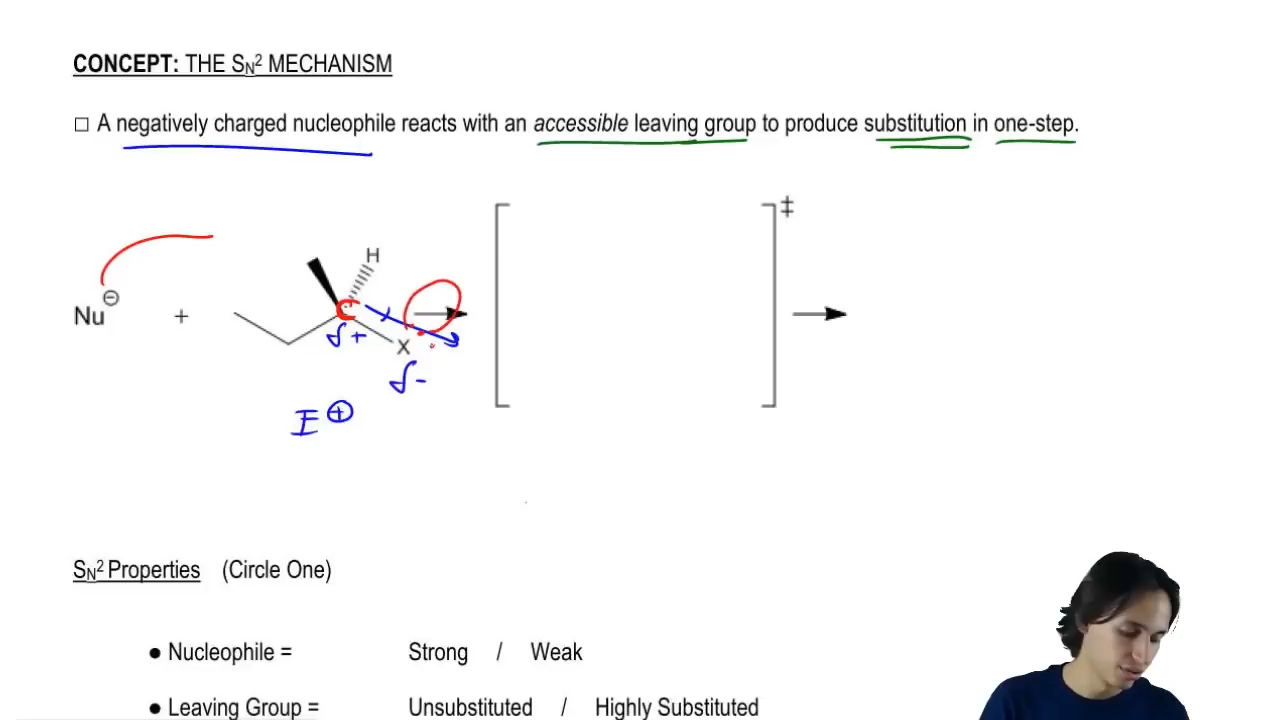 CONCEPT: THE SN2 MECHANISM
□ A negatively charged nucleophile reacts with an accessible leaving group to produce substitution in one-step.
‡
H
Nu⊖ + C X
δ+
δ-
E⊕
SN2 Properties (Circle One)
● Nucleophile = Strong / Weak
● Leaving Group = Unsubstituted / Highly Substituted